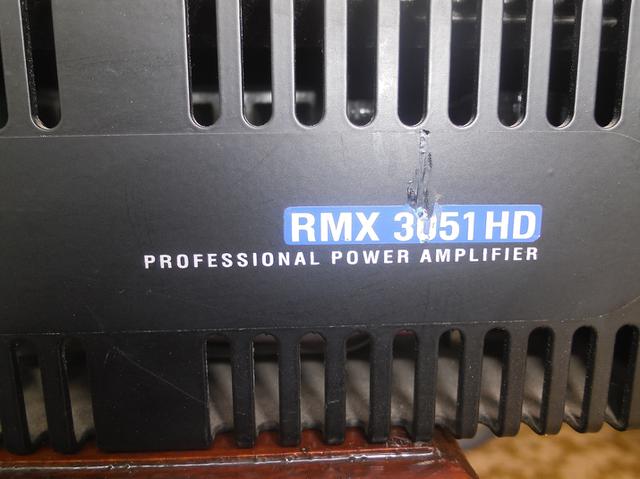 RMX 3051 HD
PROFESSIONAL POWER AMPLIFIER